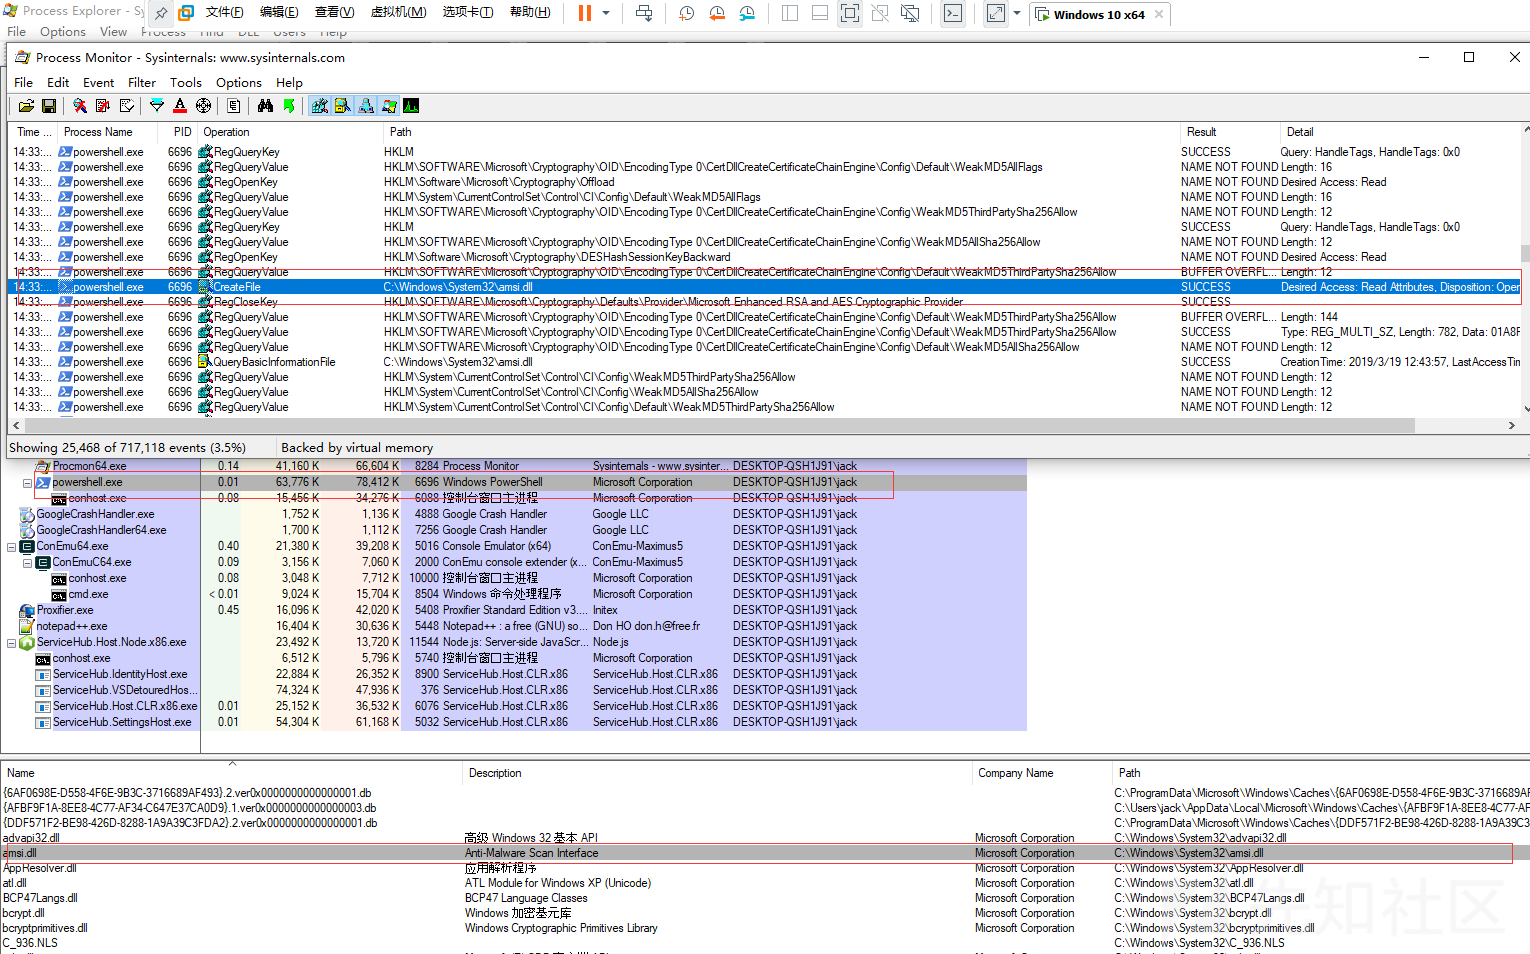 Process Explorer - Sy 文件(F) 编辑(E) 查看(V) 虚拟机(M) 选项卡(T) 帮助(H) Windows 10 x64
File Options View Process Find DLL Users Help
Process Monitor - Sysinternals: www.sysinternals.com
File Edit Event Filter Tools Options Help
Time ... Process Name PID Operation Path Result Detail
14:33:... powershell.exe 6696 RegQueryKey HKLM SUCCESS Query: HandleTags, HandleTags: 0x0
14:33:... powershell.exe 6696 RegQueryValue HKLM\SOFTWARE\Microsoft\Cryptography\OID\EncodingType 0\CertDllCreateCertificateChainEngine\Config\Default\WeakMD5AllFlags NAME NOT FOUND Length: 16
14:33:... powershell.exe 6696 RegOpenKey HKLM\Software\Microsoft\Cryptography\Offload NAME NOT FOUND Desired Access: Read
14:33:... powershell.exe 6696 RegQueryValue HKLM\System\CurrentControlSet\Control\CI\Config\Default\WeakMD5AllFlags NAME NOT FOUND Length: 16
14:33:... powershell.exe 6696 RegQueryValue HKLM\SOFTWARE\Microsoft\Cryptography\OID\EncodingType 0\CertDllCreateCertificateChainEngine\Config\WeakMD5ThirdPartySha256Allow NAME NOT FOUND Length: 12
14:33:... powershell.exe 6696 RegQueryKey HKLM SUCCESS Query: HandleTags, HandleTags: 0x0
14:33:... powershell.exe 6696 RegQueryValue HKLM\SOFTWARE\Microsoft\Cryptography\OID\EncodingType 0\CertDllCreateCertificateChainEngine\Config\WeakMD5AllSha256Allow NAME NOT FOUND Length: 12
14:33:... powershell.exe 6696 RegOpenKey HKLM\Software\Microsoft\Cryptography\DESHashSessionKeyBackward NAME NOT FOUND Desired Access: Read
14:33:... powershell.exe 6696 RegQueryValue HKLM\SOFTWARE\Microsoft\Cryptography\OID\EncodingType 0\CertDllCreateCertificateChainEngine\Config\Default\WeakMD5ThirdPartySha256Allow BUFFER OVERFL... Length: 12
14:33:... powershell.exe 6696 CreateFile C:\Windows\System32\amsi.dll SUCCESS Desired Access: Read Attributes, Disposition: Oper
14:33:... powershell.exe 6696 RegCloseKey HKLM\SOFTWARE\Microsoft\Cryptography\Defaults\Provider\Microsoft Enhanced RSA and AES Cryptographic Provider SUCCESS
14:33:... powershell.exe 6696 RegQueryValue HKLM\SOFTWARE\Microsoft\Cryptography\OID\EncodingType 0\CertDllCreateCertificateChainEngine\Config\Default\WeakMD5ThirdPartySha256Allow BUFFER OVERFL... Length: 144
14:33:... powershell.exe 6696 RegQueryValue HKLM\SOFTWARE\Microsoft\Cryptography\OID\EncodingType 0\CertDllCreateCertificateChainEngine\Config\Default\WeakMD5ThirdPartySha256Allow SUCCESS Type: REG_MULTI_SZ, Length: 782, Data: 01A8F
14:33:... powershell.exe 6696 RegQueryValue HKLM\SOFTWARE\Microsoft\Cryptography\OID\EncodingType 0\CertDllCreateCertificateChainEngine\Config\Default\WeakMD5AllSha256Allow NAME NOT FOUND Length: 12
14:33:... powershell.exe 6696 QueryBasicInformationFile C:\Windows\System32\amsi.dll SUCCESS CreationTime: 2019/3/19 12:43:57, LastAccessTim
14:33:... powershell.exe 6696 RegQueryValue HKLM\System\CurrentControlSet\Control\CI\Config\WeakMD5ThirdPartySha256Allow NAME NOT FOUND Length: 12
14:33:... powershell.exe 6696 RegQueryValue HKLM\System\CurrentControlSet\Control\CI\Config\WeakMD5AllSha256Allow NAME NOT FOUND Length: 12
14:33:... powershell.exe 6696 RegQueryValue HKLM\System\CurrentControlSet\Control\CI\Config\Default\WeakMD5ThirdPartySha256Allow NAME NOT FOUND Length: 12
Showing 25,468 of 717,118 events (3.5%) Backed by virtual memory
Procmon64.exe 0.14 41,160 K 66,604 K 8284 Process Monitor Sysinternals - www.sysinter... DESKTOP-QSH1J91\jack
powershell.exe 0.01 63,776 K 78,412 K 6696 Windows PowerShell Microsoft Corporation DESKTOP-QSH1J91\jack
conhost.exe 0.08 15,456 K 34,276 K 6088 控制台窗口主进程 Microsoft Corporation DESKTOP-QSH1J91\jack
GoogleCrashHandler.exe 1,752 K 1,136 K 4888 Google Crash Handler Google LLC DESKTOP-QSH1J91\jack
GoogleCrashHandler64.exe 1,700 K 1,112 K 7256 Google Crash Handler Google LLC DESKTOP-QSH1J91\jack
ConEmu64.exe 0.40 21,380 K 39,208 K 5016 Console Emulator (x64) ConEmu-Maximus5 DESKTOP-QSH1J91\jack
ConEmuC64.exe 0.09 3,156 K 7,060 K 2000 ConEmu console extender (x... ConEmu-Maximus5 DESKTOP-QSH1J91\jack
conhost.exe 0.08 3,048 K 7,712 K 10000 控制台窗口主进程 Microsoft Corporation DESKTOP-QSH1J91\jack
cmd.exe < 0.01 9,024 K 15,704 K 8504 Windows 命令处理程序 Microsoft Corporation DESKTOP-QSH1J91\jack
Proxifier.exe 0.45 16,096 K 42,020 K 5408 Proxifier Standard Edition v3.... Initex DESKTOP-QSH1J91\jack
notepad++.exe 16,404 K 30,636 K 5448 Notepad++ : a free (GNU) so... Don HO don.h@free.fr DESKTOP-QSH1J91\jack
ServiceHub.Host.Node.x86.exe 23,492 K 13,720 K 11544 Node.js: Server-side JavaScr... Node.js DESKTOP-QSH1J91\jack
conhost.exe 6,512 K 5,796 K 5740 控制台窗口主进程 Microsoft Corporation DESKTOP-QSH1J91\jack
ServiceHub.IdentityHost.exe 22,884 K 26,352 K 8900 ServiceHub.Host.CLR.x86 ServiceHub.Host.CLR.x86 DESKTOP-QSH1J91\jack
ServiceHub.VSDetouredHos... 74,324 K 47,936 K 376 ServiceHub.Host.CLR.x86 ServiceHub.Host.CLR.x86 DESKTOP-QSH1J91\jack
ServiceHub.Host.CLR.x86.exe 0.01 25,152 K 36,532 K 6076 ServiceHub.Host.CLR.x86 ServiceHub.Host.CLR.x86 DESKTOP-QSH1J91\jack
ServiceHub.SettingsHost.exe 0.01 54,304 K 61,168 K 5032 ServiceHub.Host.CLR.x86 ServiceHub.Host.CLR.x86 DESKTOP-QSH1J91\jack
Name Description Company Name Path
{6AF0698E-D558-4F6E-9B3C-3716689AF493}.2.ver0x0000000000000001.db C:\ProgramData\Microsoft\Windows\Caches\{6AF0698E-D558-4F6E-9B3C-3716689AF
{AFBF9F1A-8EE8-4C77-AF34-C647E37CA0D9}.1.ver0x0000000000000003.db C:\Users\jack\AppData\Local\Microsoft\Windows\Caches\{AFBF9F1A-8EE8-4C77-AF
{DDF571F2-BE98-426D-8288-1A9A39C3FDA2}.2.ver0x0000000000000001.db C:\ProgramData\Microsoft\Windows\Caches\{DDF571F2-BE98-426D-8288-1A9A39C
advapi32.dll 高级 Windows 32 基本 API Microsoft Corporation C:\Windows\System32\advapi32.dll
amsi.dll Anti-Malware Scan Interface Microsoft Corporation C:\Windows\System32\amsi.dll
AppResolver.dll 应用解析程序 Microsoft Corporation C:\Windows\System32\AppResolver.dll
atl.dll ATL Module for Windows XP (Unicode) Microsoft Corporation C:\Windows\System32\atl.dll
BCP47Langs.dll BCP47 Language Classes Microsoft Corporation C:\Windows\System32\BCP47Langs.dll
bcrypt.dll Windows 加密基元库 Microsoft Corporation C:\Windows\System32\bcrypt.dll
bcryptprimitives.dll Windows Cryptographic Primitives Library Microsoft Corporation C:\Windows\System32\bcryptprimitives.dll
C_936.NLS C:\Windows\System32\C_936.NLS
先知社区